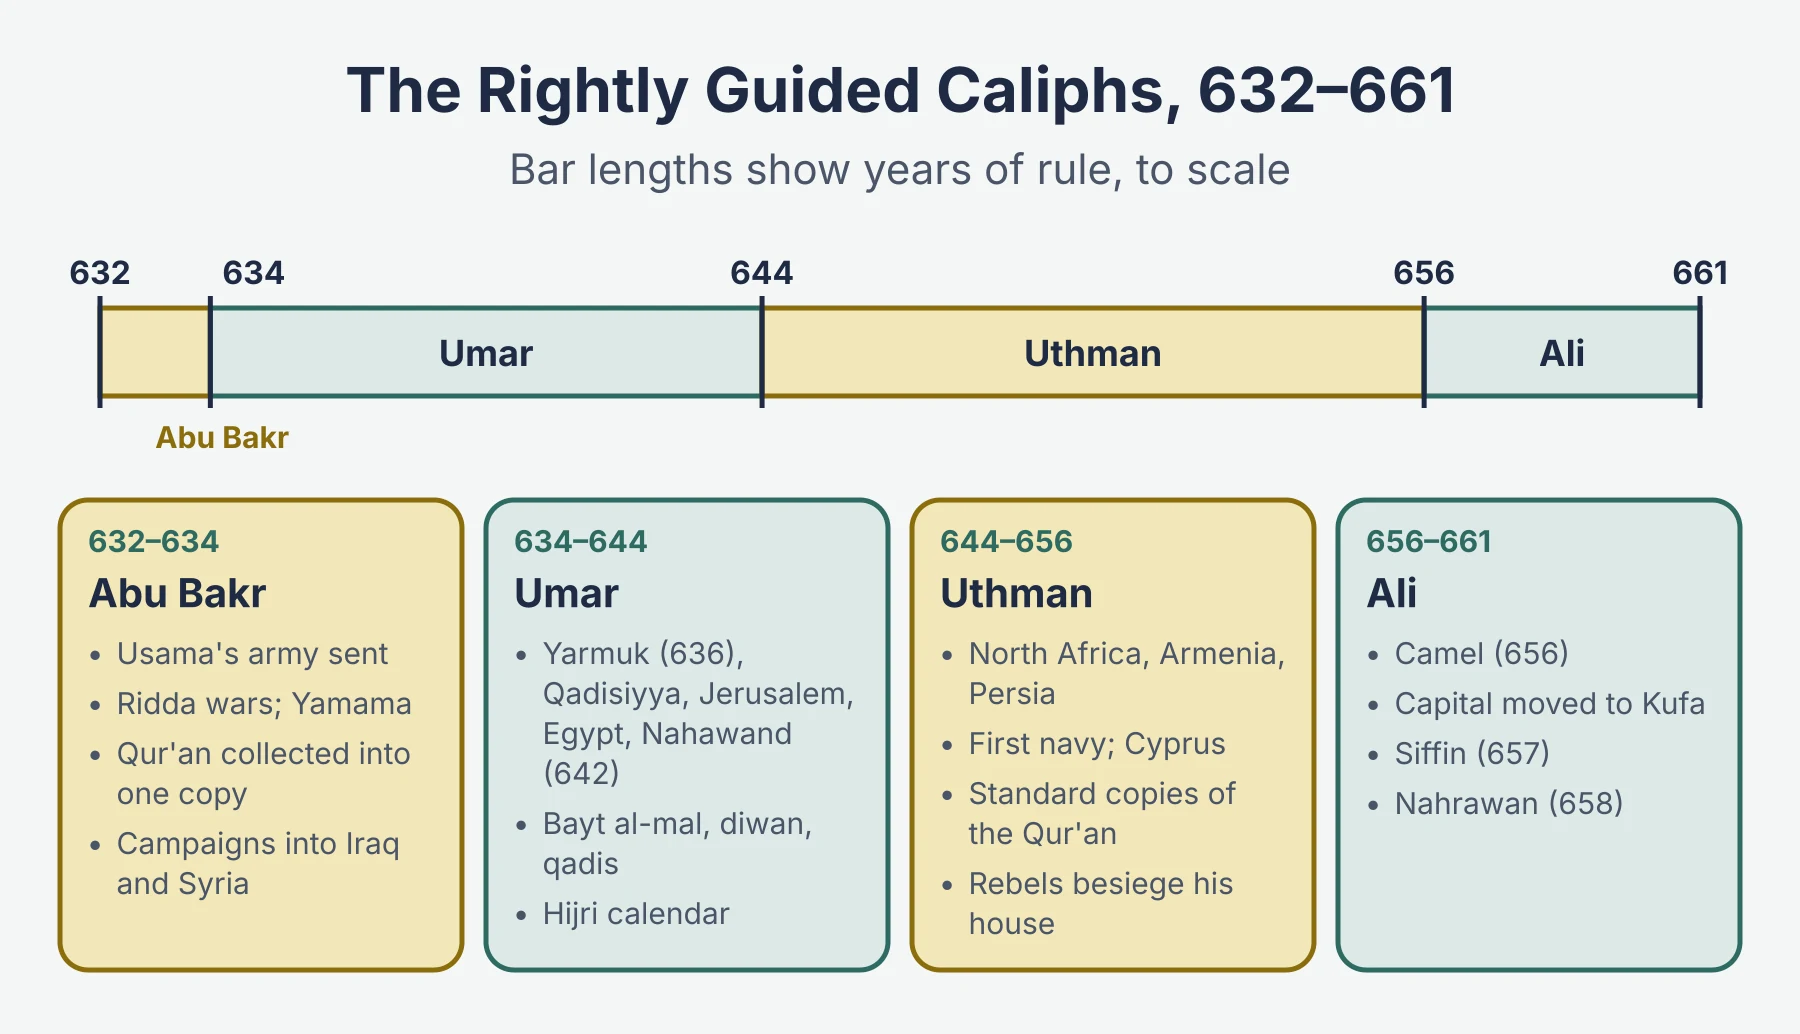 The Rightly Guided Caliphs, 632–661
Bar lengths show years of rule, to scale
632 634 644 656 661
Umar Uthman Ali
Abu Bakr
632–634
Abu Bakr
• Usama's army sent
• Ridda wars; Yamama
• Qur'an collected into
one copy
• Campaigns into Iraq
and Syria
634–644
Umar
• Yarmuk (636),
Qadisiyya, Jerusalem,
Egypt, Nahawand
(642)
• Bayt al-mal, diwan,
qadis
• Hijri calendar
644–656
Uthman
• North Africa, Armenia,
Persia
• First navy; Cyprus
• Standard copies of
the Qur'an
• Rebels besiege his
house
656–661
Ali
• Camel (656)
• Capital moved to Kufa
• Siffin (657)
• Nahrawan (658)